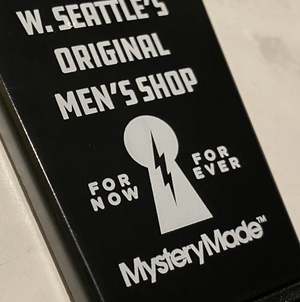 W. SEATTLE'S
ORIGINAL
MEN'S SHOP
FOR NOW
FOR EVER
MysteryMade™